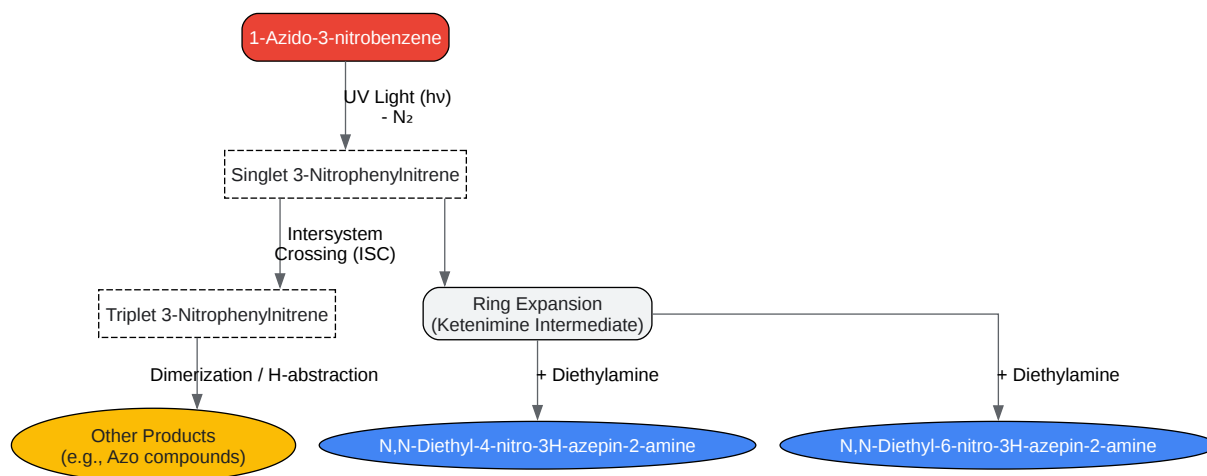 1-Azido-3-nitrobenzene
UV Light (hν)
- N₂
Singlet 3-Nitrophenylnitrene
Intersystem
Crossing (ISC)
Triplet 3-Nitrophenylnitrene
Ring Expansion
(Ketenimine Intermediate)
Dimerization / H-abstraction
+ Diethylamine
+ Diethylamine
Other Products
(e.g., Azo compounds)
N,N-Diethyl-4-nitro-3H-azepin-2-amine
N,N-Diethyl-6-nitro-3H-azepin-2-amine